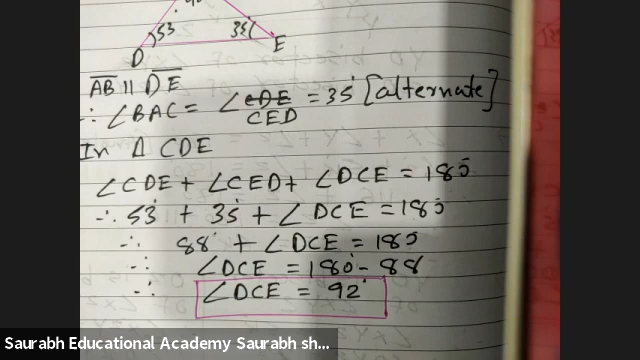 53° 35°
D E
AB || DE
∴ ∠BAC = ∠CED = 35° [alternate]
In Δ CDE
∠CDE + ∠CED + ∠DCE = 180°
∴ 53° + 35° + ∠DCE = 180°
∴ 88° + ∠DCE = 180°
∴ ∠DCE = 180° - 88
∴ ∠DCE = 92°
Saurabh Educational Academy Saurabh sh...